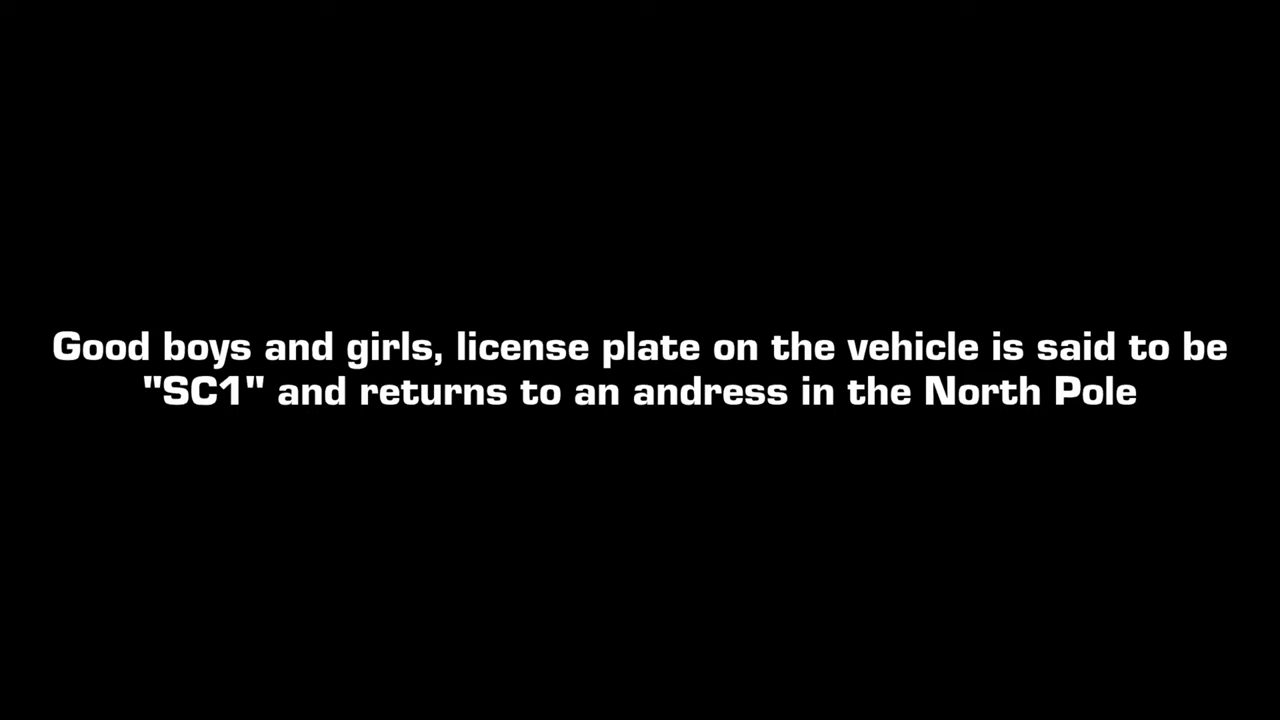 Good boys and girls, license plate on the vehicle is said to be
"SC1" and returns to an andress in the North Pole